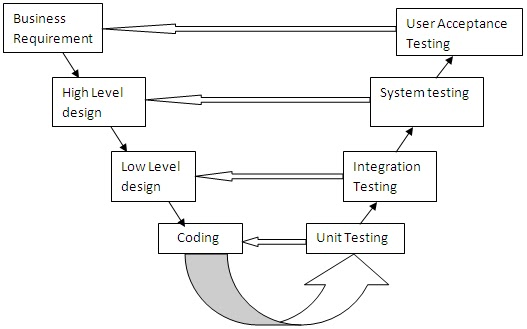 Business
Requirement
User Acceptance
Testing
High Level
design
System testing
Low Level
design
Integration
Testing
Coding
Unit Testing